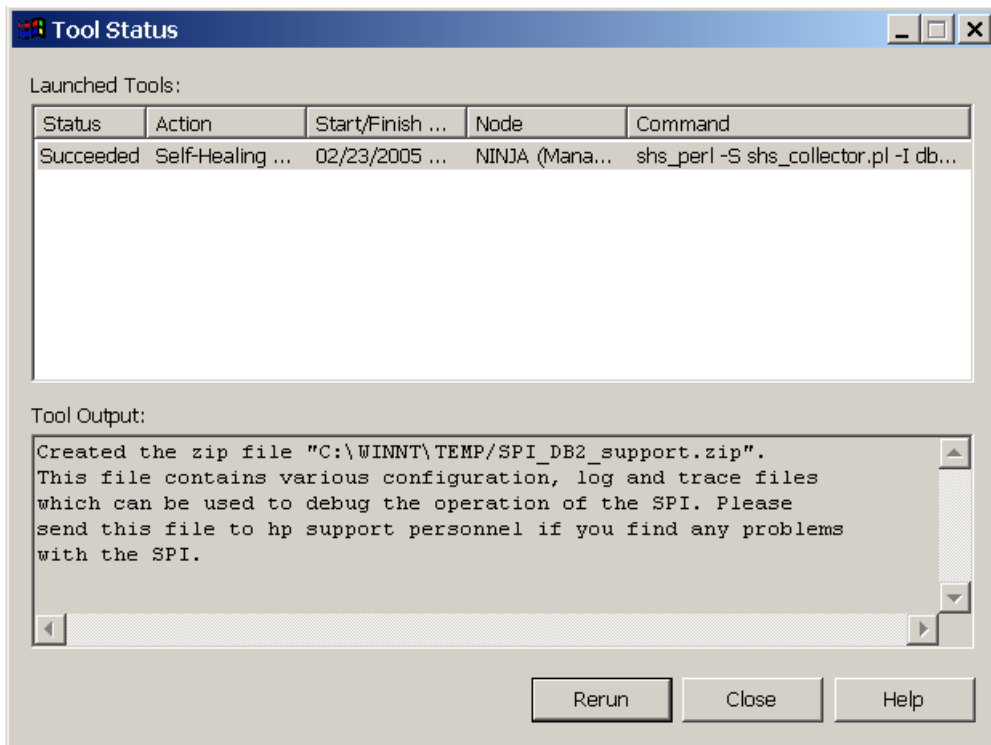 Tool Status
Launched Tools:
Status Action Start/Finish ... Node Command
Succeeded Self-Healing ... 02/23/2005 ... NINJA (Mana... shs_perl -S shs_collector.pl -I db...
Tool Output:
Created the zip file "C:\WINNT\TEMP/SPI_DB2_support.zip".
This file contains various configuration, log and trace files
which can be used to debug the operation of the SPI. Please
send this file to hp support personnel if you find any problems
with the SPI.
Rerun Close Help